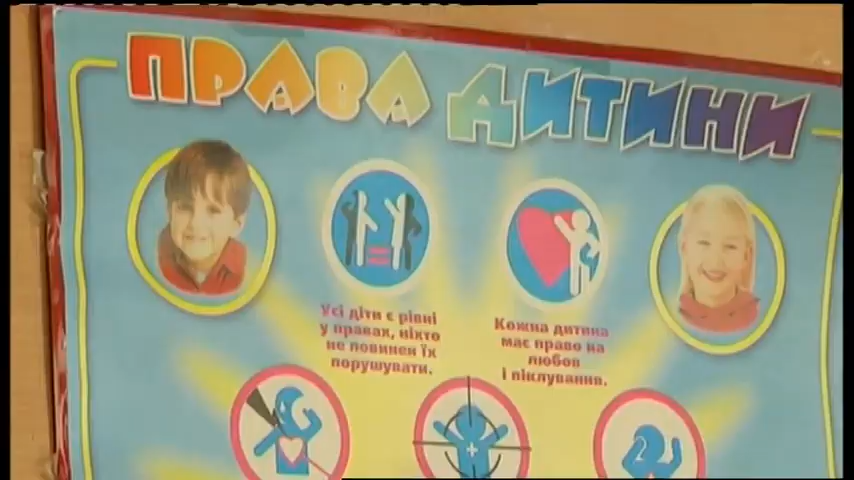 ПРАВА ДИТИНИ
Усі діти є рівні
у правах, ніхто
не повинен їх
порушувати.
Кожна дитина
має право на
любов
і піклування.